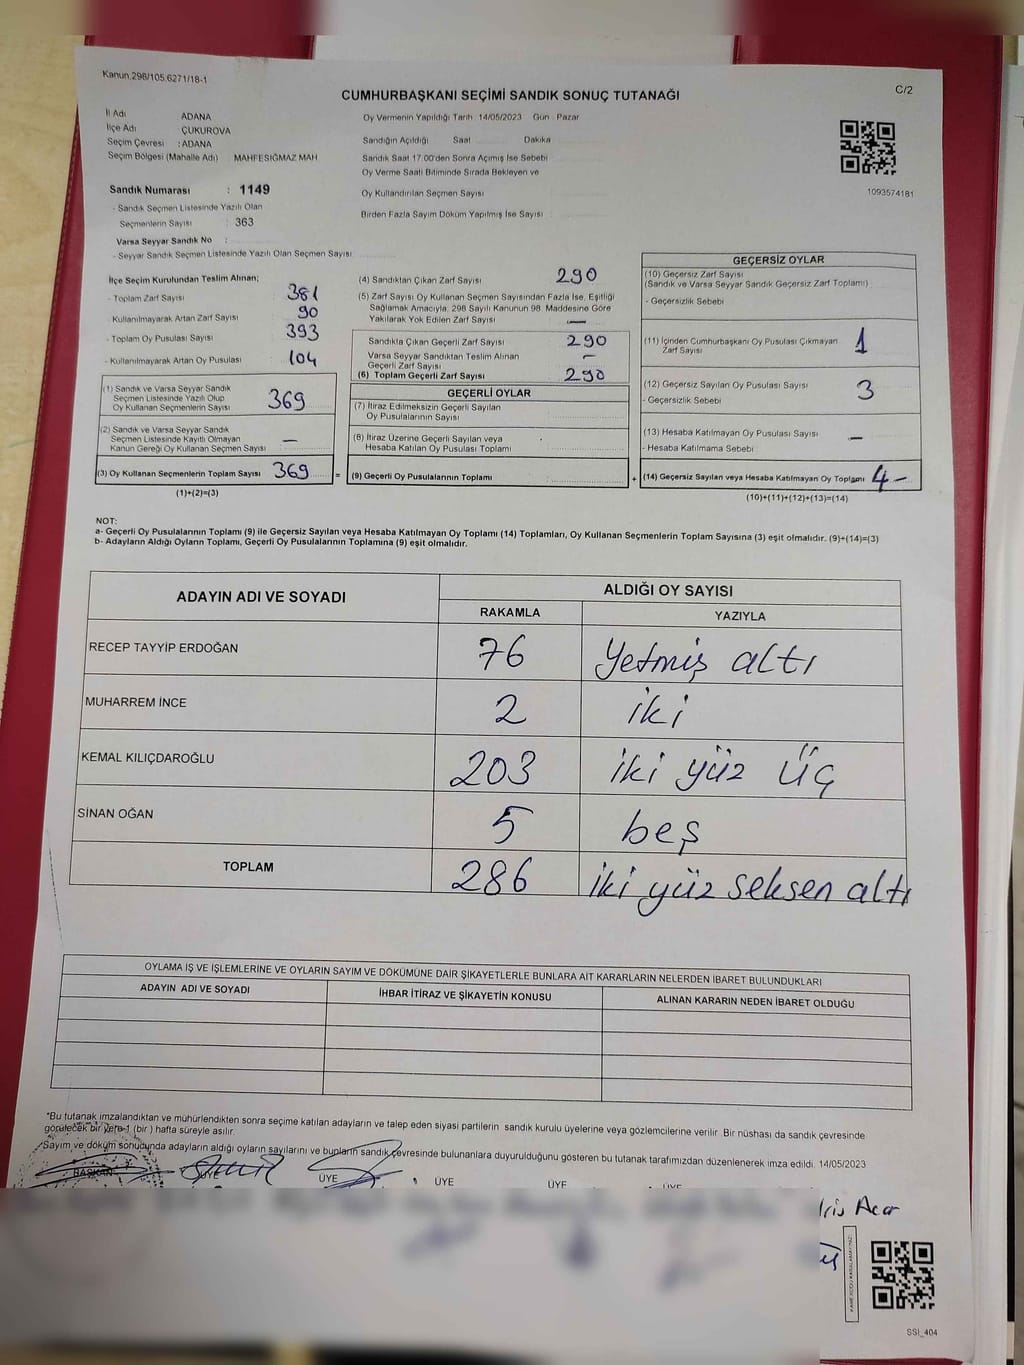 Kanun.298/105.6271/18-1
C/2
CUMHURBAŞKANI SEÇİMİ SANDIK SONUÇ TUTANAĞI
İl Adı ADANA
İlçe Adı ÇUKUROVA
Seçim Çevresi : ADANA
Seçim Bölgesi (Mahalle Adı) MAHFESIĞMAZ MAH
Oy Vermenin Yapıldığı Tarih 14/05/2023 Gün Pazar
Sandığın Açıldığı Saat Dakika
Sandık Saat 17.00'den Sonra Açımış İse Sebebi
Oy Verme Saati Bitiminde Sırada Bekleyen ve
Oy Kullandırılan Seçmen Sayısı
Birden Fazla Sayım Döküm Yapılmış İse Sayısı
1093574181
Sandık Numarası : 1149
- Sandık Seçmen Listesinde Yazılı Olan
Seçmenlerin Sayısı : 363
Varsa Seyyar Sandık No :
- Seyyar Sandık Seçmen Listesinde Yazılı Olan Seçmen Sayısı
İlçe Seçim Kurulundan Teslim Alınan;
- Toplam Zarf Sayısı 381
- Kullanılmayarak Artan Zarf Sayısı 90
- Toplam Oy Pusulası Sayısı 393
- Kullanılmayarak Artan Oy Pusulası 104
(1) Sandık ve Varsa Seyyar Sandık
Seçmen Listesinde Yazılı Olup
Oy Kullanan Seçmenlerin Sayısı 369
(2) Sandık ve Varsa Seyyar Sandık
Seçmen Listesinde Kayıtlı Olmayan
Kanun Gereği Oy Kullanan Seçmen Sayısı —
(3) Oy Kullanan Seçmenlerin Toplam Sayısı 369 =
(1)+(2)=(3)
(4) Sandıktan Çıkan Zarf Sayısı 290
(5) Zarf Sayısı Oy Kullanan Seçmen Sayısından Fazla İse, Eşitliği
Sağlamak Amacıyla, 298 Sayılı Kanunun 98. Maddesine Göre
Yakılarak Yok Edilen Zarf Sayısı —
Sandıkta Çıkan Geçerli Zarf Sayısı 290
Varsa Seyyar Sandıktan Teslim Alınan
Geçerli Zarf Sayısı —
(6) Toplam Geçerli Zarf Sayısı 290
GEÇERLİ OYLAR
(7) İtiraz Edilmeksizin Geçerli Sayılan
Oy Pusulalarının Sayısı
(8) İtiraz Üzerine Geçerli Sayılan veya
Hesaba Katılan Oy Pusulası Toplamı
(9) Geçerli Oy Pusulalarının Toplamı +
GEÇERSİZ OYLAR
(10) Geçersiz Zarf Sayısı
(Sandık ve Varsa Seyyar Sandık Geçersiz Zarf Toplamı)
- Geçersizlik Sebebi
(11) İçinden Cumhurbaşkanı Oy Pusulası Çıkmayan
Zarf Sayısı 1
(12) Geçersiz Sayılan Oy Pusulası Sayısı 3
- Geçersizlik Sebebi
(13) Hesaba Katılmayan Oy Pusulası Sayısı —
- Hesaba Katılmama Sebebi
(14) Geçersiz Sayılan veya Hesaba Katılmayan Oy Toplamı 4 -
(10)+(11)+(12)+(13)=(14)
NOT:
a- Geçerli Oy Pusulalarının Toplamı (9) ile Geçersiz Sayılan veya Hesaba Katılmayan Oy Toplamı (14) Toplamları, Oy Kullanan Seçmenlerin Toplam Sayısına (3) eşit olmalıdır. (9)+(14)=(3)
b- Adayların Aldığı Oyların Toplamı, Geçerli Oy Pusulalarının Toplamına (9) eşit olmalıdır.
ADAYIN ADI VE SOYADI ALDIĞI OY SAYISI
RAKAMLA YAZIYLA
RECEP TAYYİP ERDOĞAN 76 Yetmiş altı
MUHARREM İNCE 2 iki
KEMAL KILIÇDAROĞLU 203 iki yüz üç
SİNAN OĞAN 5 beş
TOPLAM 286 iki yüz seksen altı
OYLAMA İŞ VE İŞLEMLERINE VE OYLARIN SAYIM VE DÖKÜMÜNE DAİR ŞİKAYETLERLE BUNLARA AİT KARARLARIN NELERDEN İBARET BULUNDUKLARI
ADAYIN ADI VE SOYADI İHBAR İTİRAZ VE ŞİKAYETİN KONUSU ALINAN KARARIN NEDEN İBARET OLDUĞU
*Bu tutanak imzalandıktan ve mühürlendikten sonra seçime katılan adayların ve talep eden siyasi partilerin sandık kurulu üyelerine veya gözlemcilerine verilir. Bir nüshası da sandık çevresinde
görülecek bir yere 1 (bir) hafta süreyle asılır.
Sayım ve döküm sonucunda adayların aldığı oyların sayılarını ve bunların sandık çevresinde bulunanlara duyurulduğunu gösteren bu tutanak tarafımızdan düzenlenerek imza edildi. 14/05/2023
BAŞKAN ÜYE ÜYE ÜYE ÜYE ÜYE
Acar
SSI_404